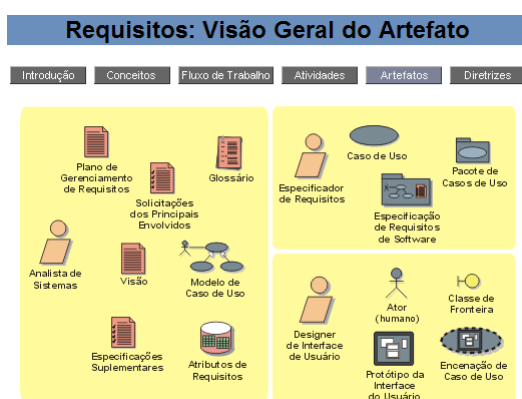 Requisitos: Visão Geral do Artefato
Introdução
Conceitos
Fluxo de Trabalho
Atividades
Artefatos
Diretrizes
Plano de
Gerenciamento
de Requisitos
Solicitações
dos Principais
Envolvidos
Glossário
Analista de
Sistemas
Visão
Modelo de
Caso de Uso
Especificações
Suplementares
Atributos de
Requisitos
Especificador
de Requisitos
Caso de Uso
Pacote de
Casos de Uso
Especificação
de Requisitos
de Software
Designer
de Interface
de Usuário
Ator
(humano)
Classe de
Fronteira
Protótipo da
Interface
do Usuário
Encenação de
Caso de Uso